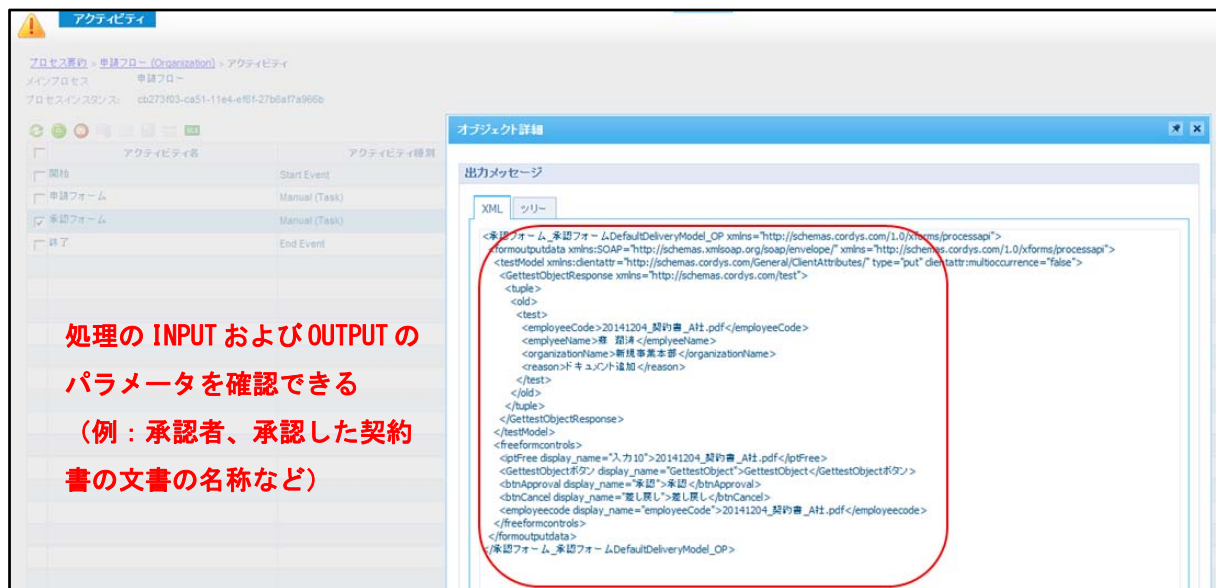 アクティビティ
プロセス要約 » 申請フロー (Organization) » アクティビティ
メインプロセス 申請フロー
プロセスインスタンス: cb273f03-ca51-11e4-ef6f-27b6af7a966b
アクティビティ名 アクティビティ種別
開始 Start Event
申請フォーム Manual (Task)
承認フォーム Manual (Task)
終了 End Event
処理の INPUT および OUTPUT の
パラメータを確認できる
(例：承認者、承認した契約
書の文書の名称など)
オブジェクト詳細
出力メッセージ
XML ツリー
<承認フォーム_承認フォームDefaultDeliveryModel_OP xmlns="http://schemas.cordys.com/1.0/xforms/processapi">
<formoutputdata xmlns:SOAP="http://schemas.xmlsoap.org/soap/envelope/" xmlns="http://schemas.cordys.com/1.0/xforms/processapi">
<testModel xmlns:clientattr="http://schemas.cordys.com/General/ClientAttributes/" type="put" clientattr:multioccurrence="false">
<GettestObjectResponse xmlns="http://schemas.cordys.com/test">
<tuple>
<old>
<test>
<employeeCode>20141204_契約書_A社.pdf</employeeCode>
<emplyeeName></emplyeeName>
<organizationName>新規事業本部</organizationName>
<reason>ドキュメント追加</reason>
</test>
</old>
</tuple>
</GettestObjectResponse>
</testModel>
<freeformcontrols>
<iptFree display_name="入力10">20141204_契約書_A社.pdf</iptFree>
<GettestObjectボタン display_name="GettestObject">GettestObject</GettestObjectボタン>
<btnApproval display_name="承認">承認</btnApproval>
<btnCancel display_name="差し戻し">差し戻し</btnCancel>
<employeecode display_name="employeeCode">20141204_契約書_A社.pdf</employeecode>
</freeformcontrols>
</formoutputdata>
</承認フォーム_承認フォームDefaultDeliveryModel_OP>